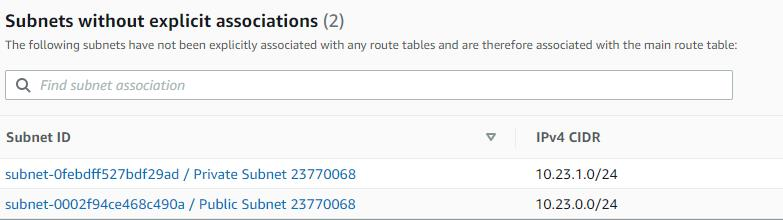 Subnets without explicit associations (2)
The following subnets have not been explicitly associated with any route tables and are therefore associated with the main route table:
Find subnet association
Subnet ID IPv4 CIDR
subnet-0febdff527bdf29ad / Private Subnet 23770068 10.23.1.0/24
subnet-0002f94ce468c490a / Public Subnet 23770068 10.23.0.0/24